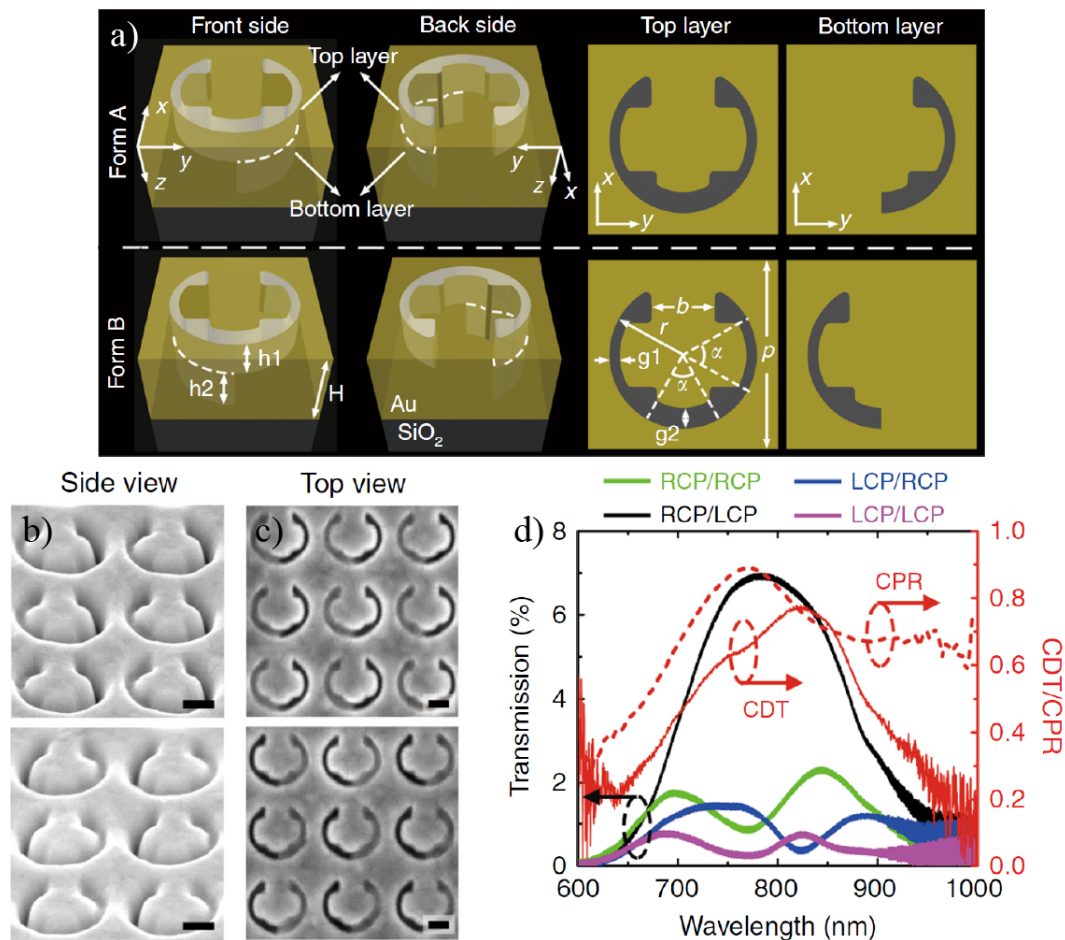 a)
Front side
Back side
Top layer
Bottom layer
Form A
Top layer
x
y
z
Bottom layer
y
z
x
x
y
x
y
Form B
h1
h2
H
Au
SiO₂
b
r
g1
α
α
g2
p
Side view
Top view
b)
c)
d)
RCP/RCP
LCP/RCP
RCP/LCP
LCP/LCP
Transmission (%)
8
6
4
2
0
CPR
CDT
1.0
0.8
0.6
0.4
0.2
0.0
CDT/CPR
600
700
800
900
1000
Wavelength (nm)